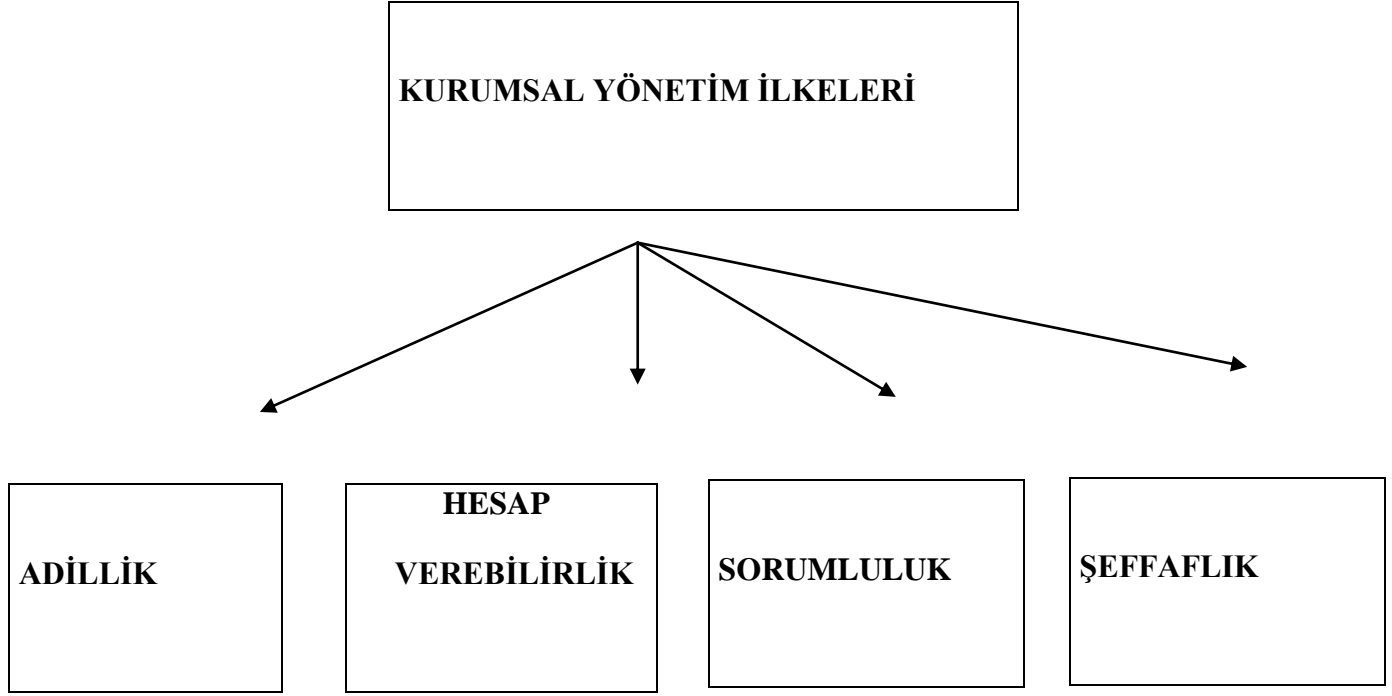 KURUMSAL YÖNETİM İLKELERİ
ADİLLİK
HESAP
VEREBİLİRLİK
SORUMLULUK
ŞEFFAFLIK